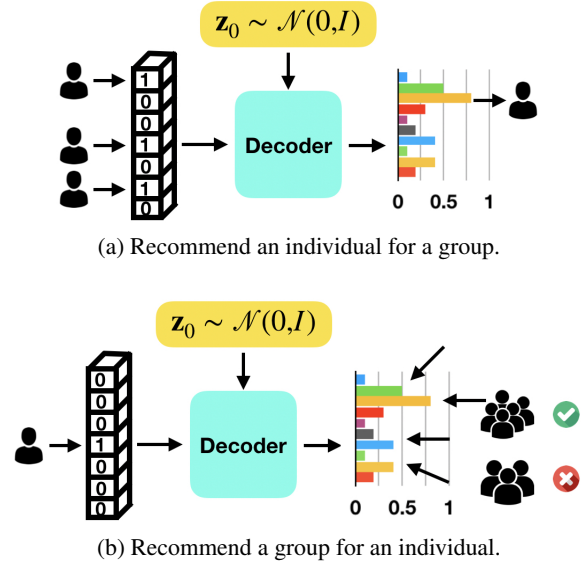 z₀ ∼ 𝒩(0,I)
1
0
0
1
0
1
0
Decoder
0 0.5 1
(a) Recommend an individual for a group.
z₀ ∼ 𝒩(0,I)
0
0
0
1
0
0
0
Decoder
0 0.5 1
(b) Recommend a group for an individual.